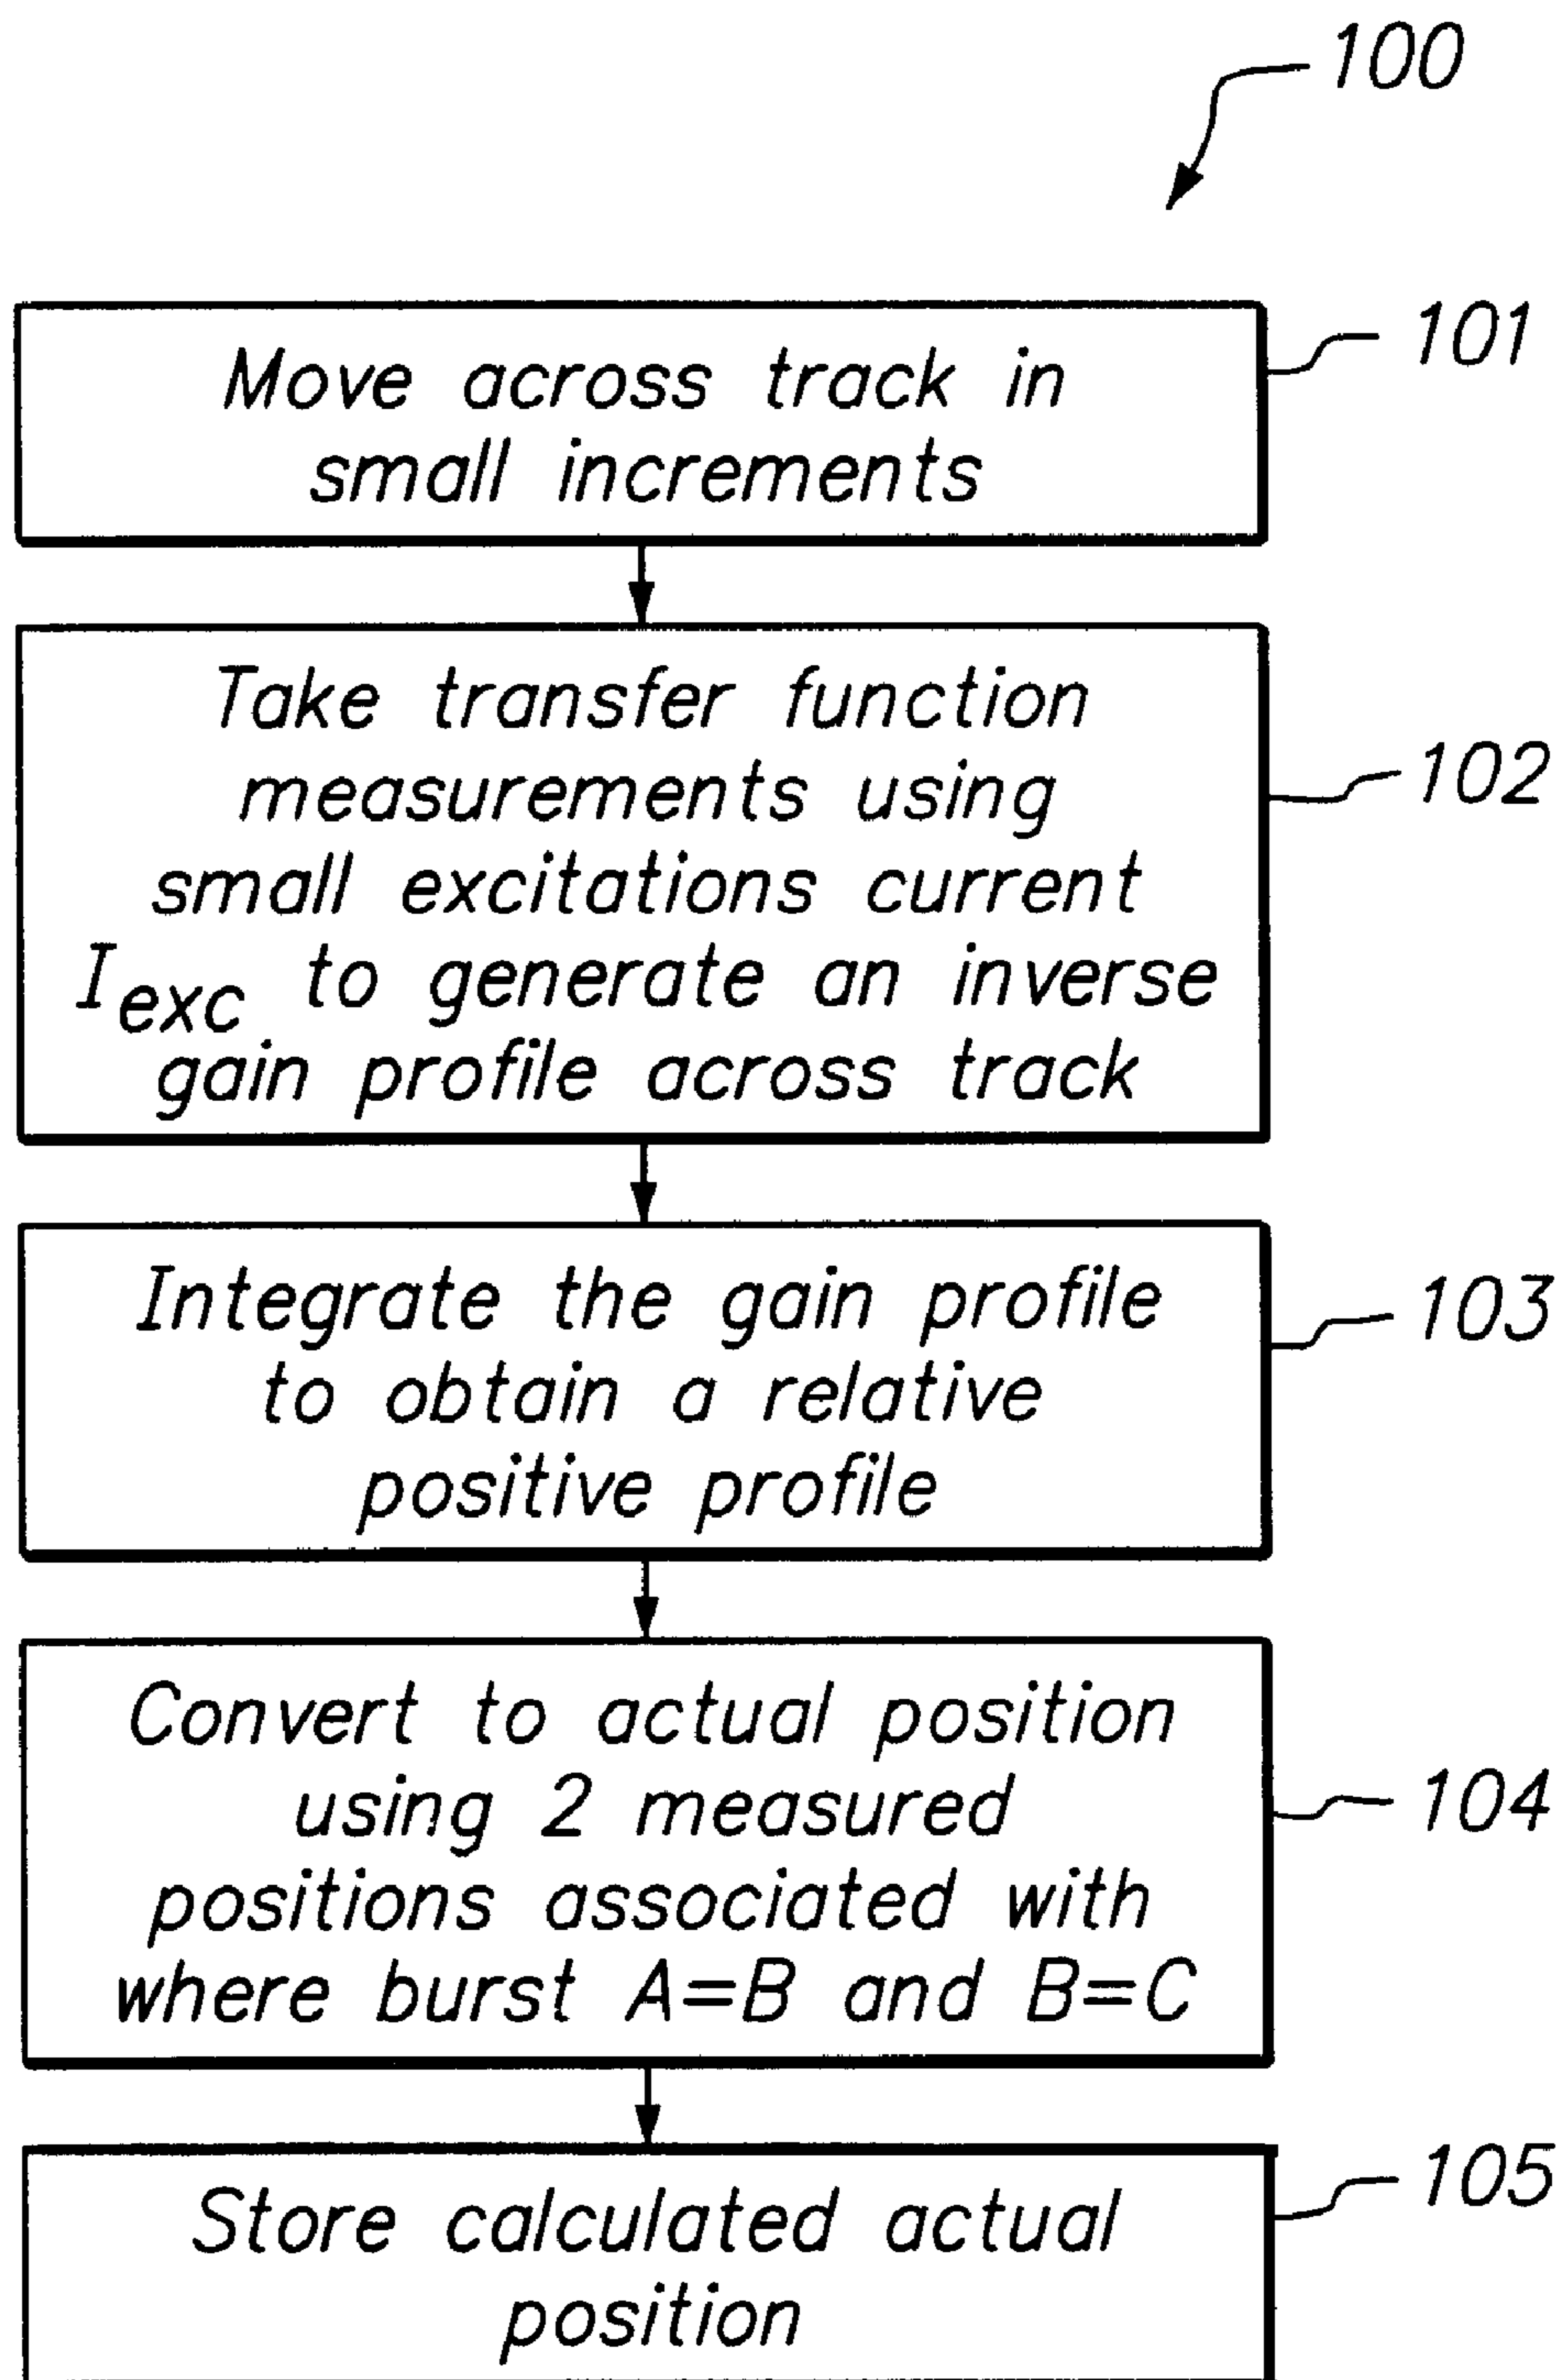 100
101
Move across track in
small increments
102
Take transfer function
measurements using
small excitations current
Iexc to generate an inverse
gain profile across track
103
Integrate the gain profile
to obtain a relative
positive profile
104
Convert to actual position
using 2 measured
positions associated with
where burst A=B and B=C
105
Store calculated actual
position